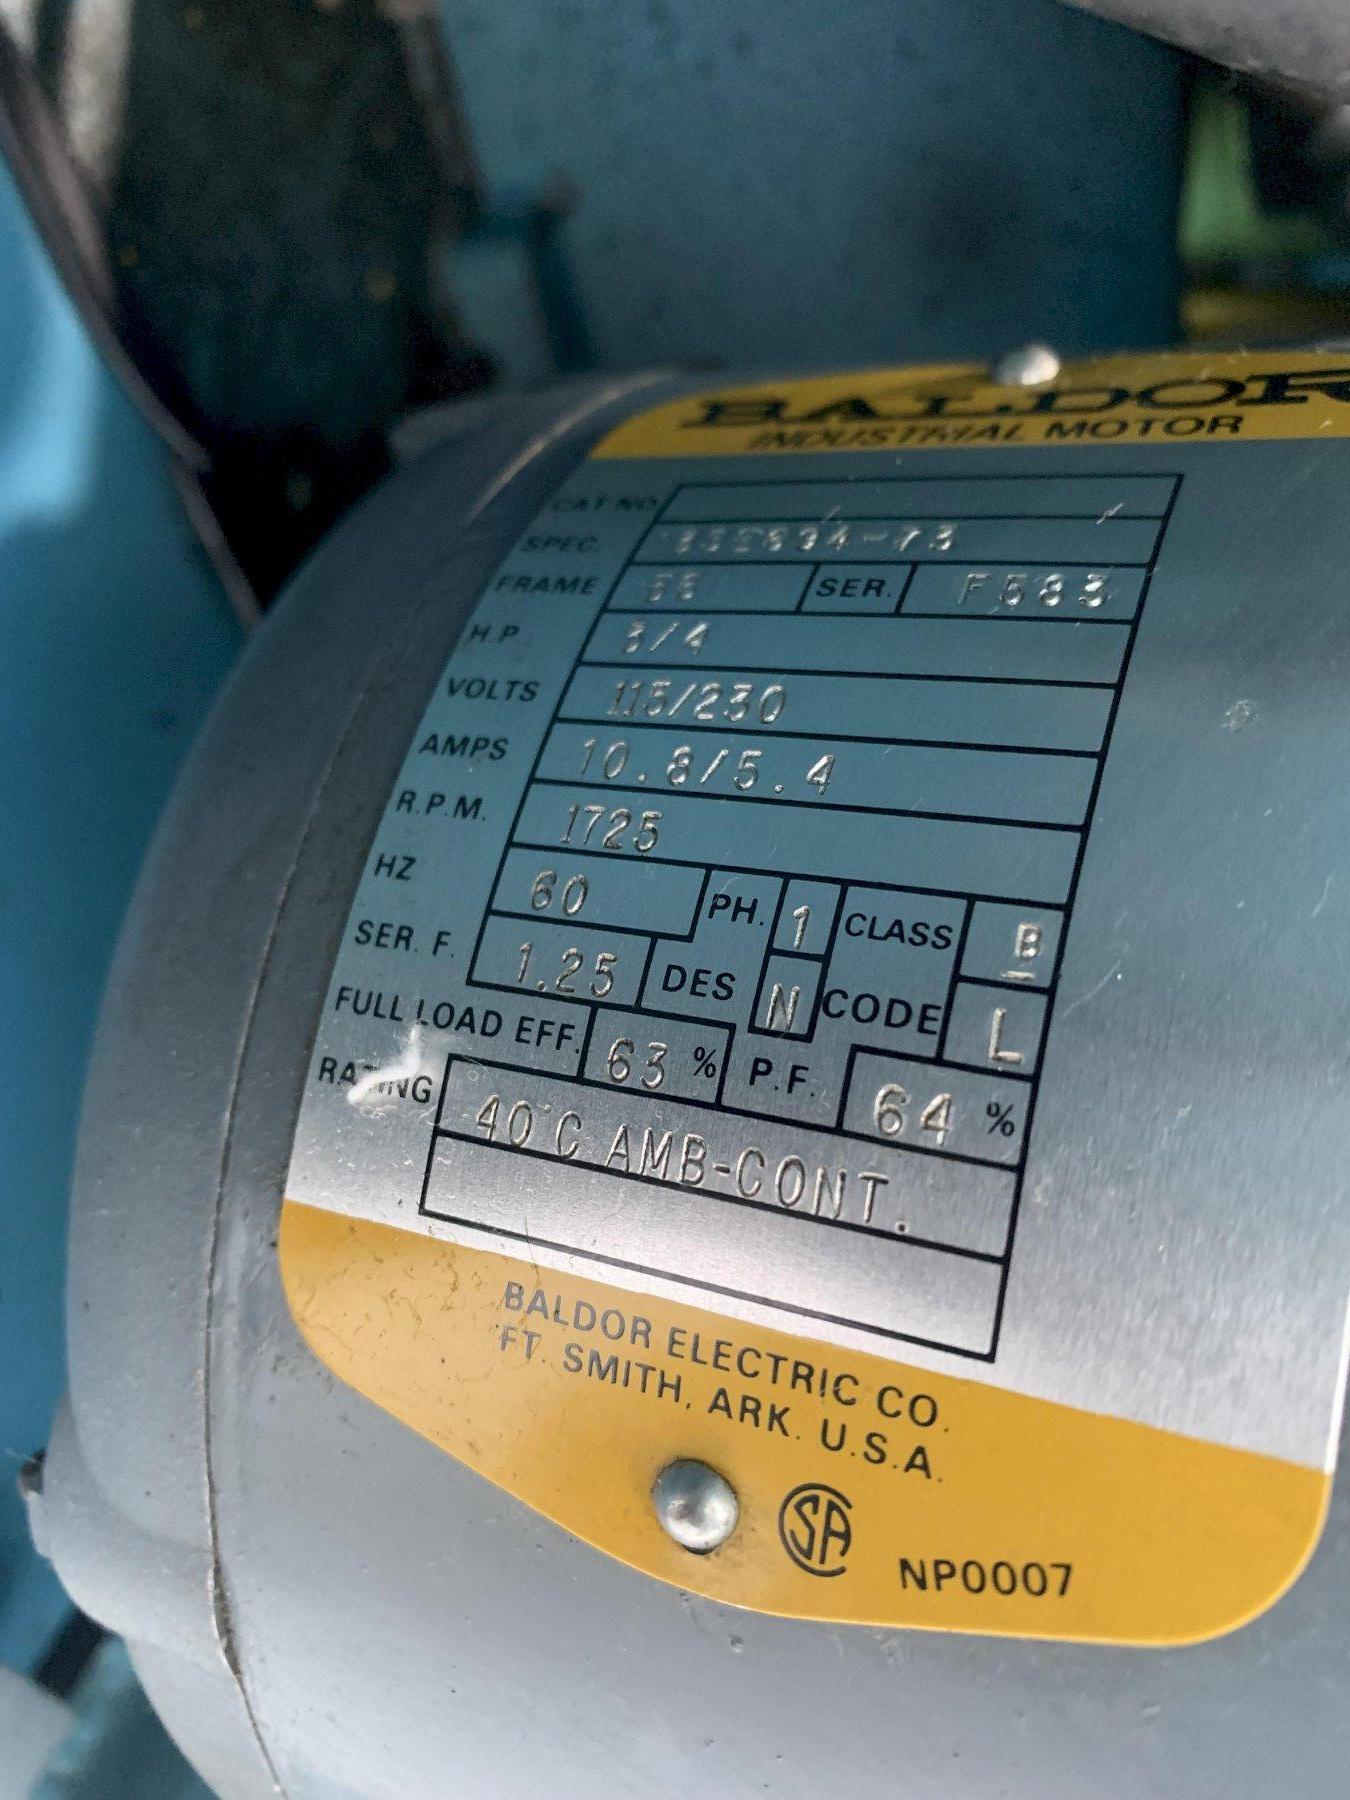 BALDOR
INDUSTRIAL MOTOR
CAT NO
SPEC.
FRAME 56 SER. F583
H.P. 3/4
VOLTS 115/230
AMPS 10.8/5.4
R.P.M. 1725
HZ 60 PH. 1 CLASS B
SER. F. 1.25 DES N CODE L
FULL LOAD EFF. 63 % P.F. 64 %
RATING 40°C AMB-CONT.
BALDOR ELECTRIC CO.
FT. SMITH, ARK. U.S.A.
SA NP0007